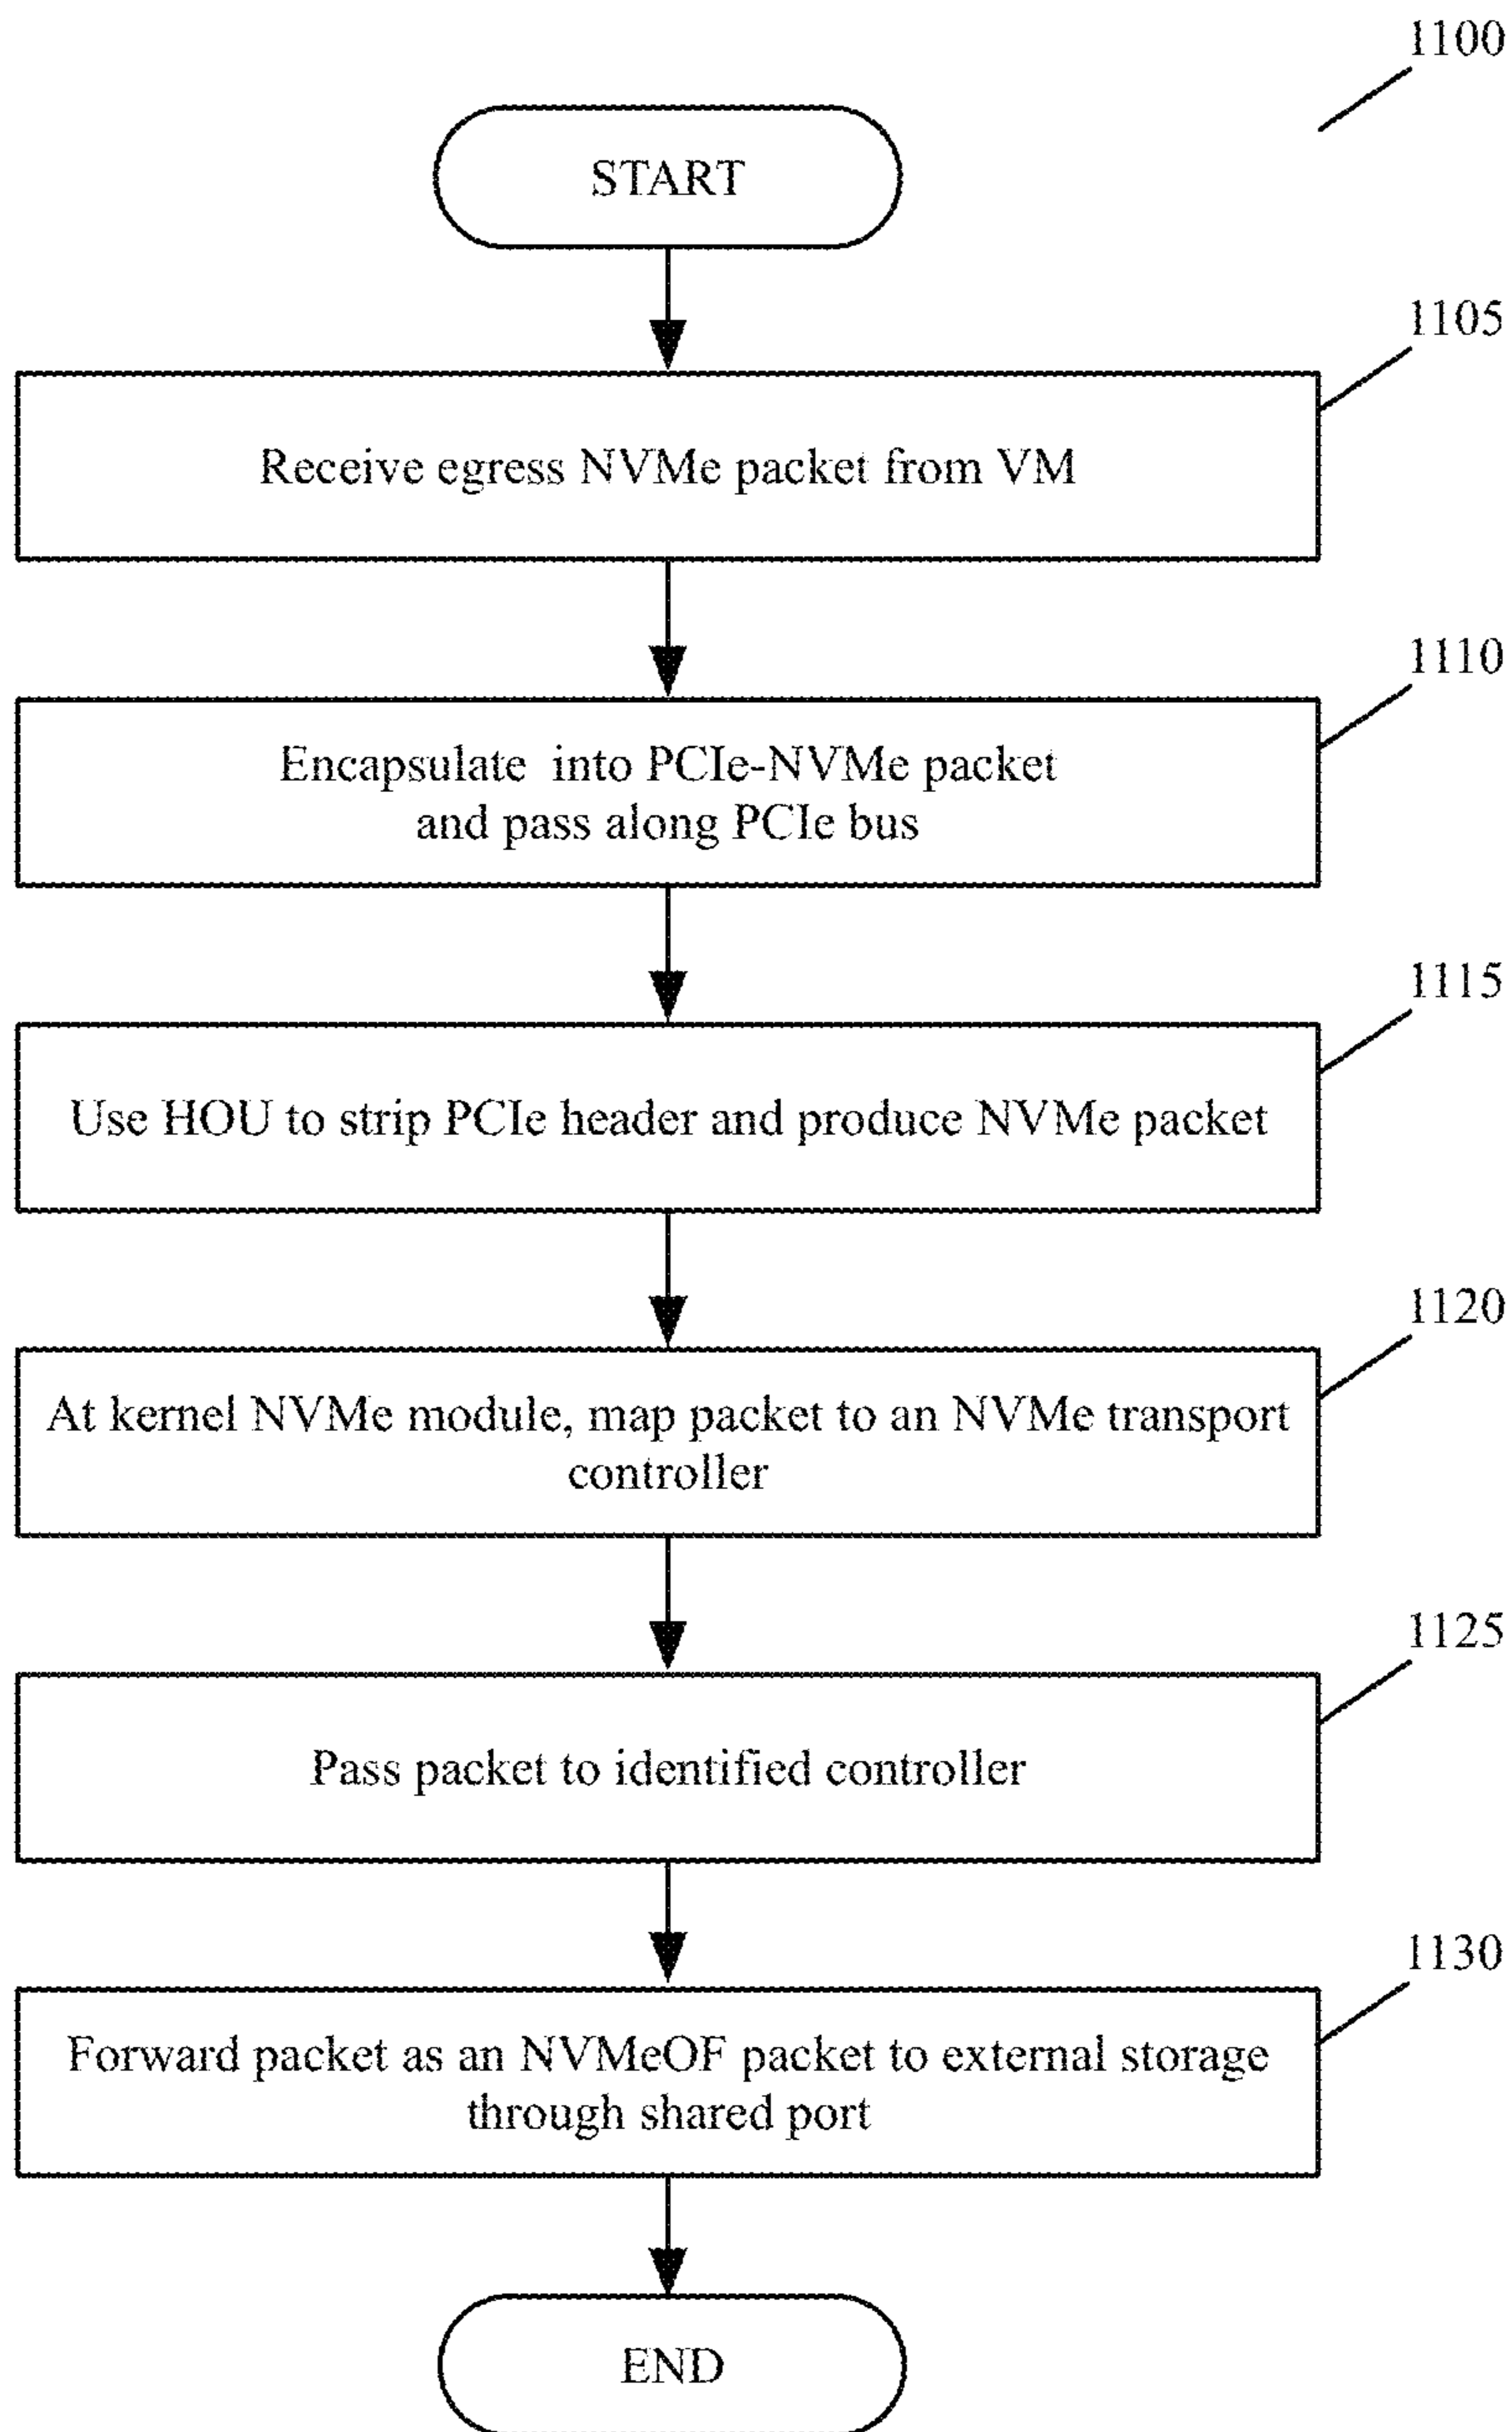 1100
START
1105
Receive egress NVMe packet from VM
1110
Encapsulate into PCIe-NVMe packet
and pass along PCIe bus
1115
Use HOU to strip PCIe header and produce NVMe packet
1120
At kernel NVMe module, map packet to an NVMe transport
controller
1125
Pass packet to identified controller
1130
Forward packet as an NVMeOF packet to external storage
through shared port
END